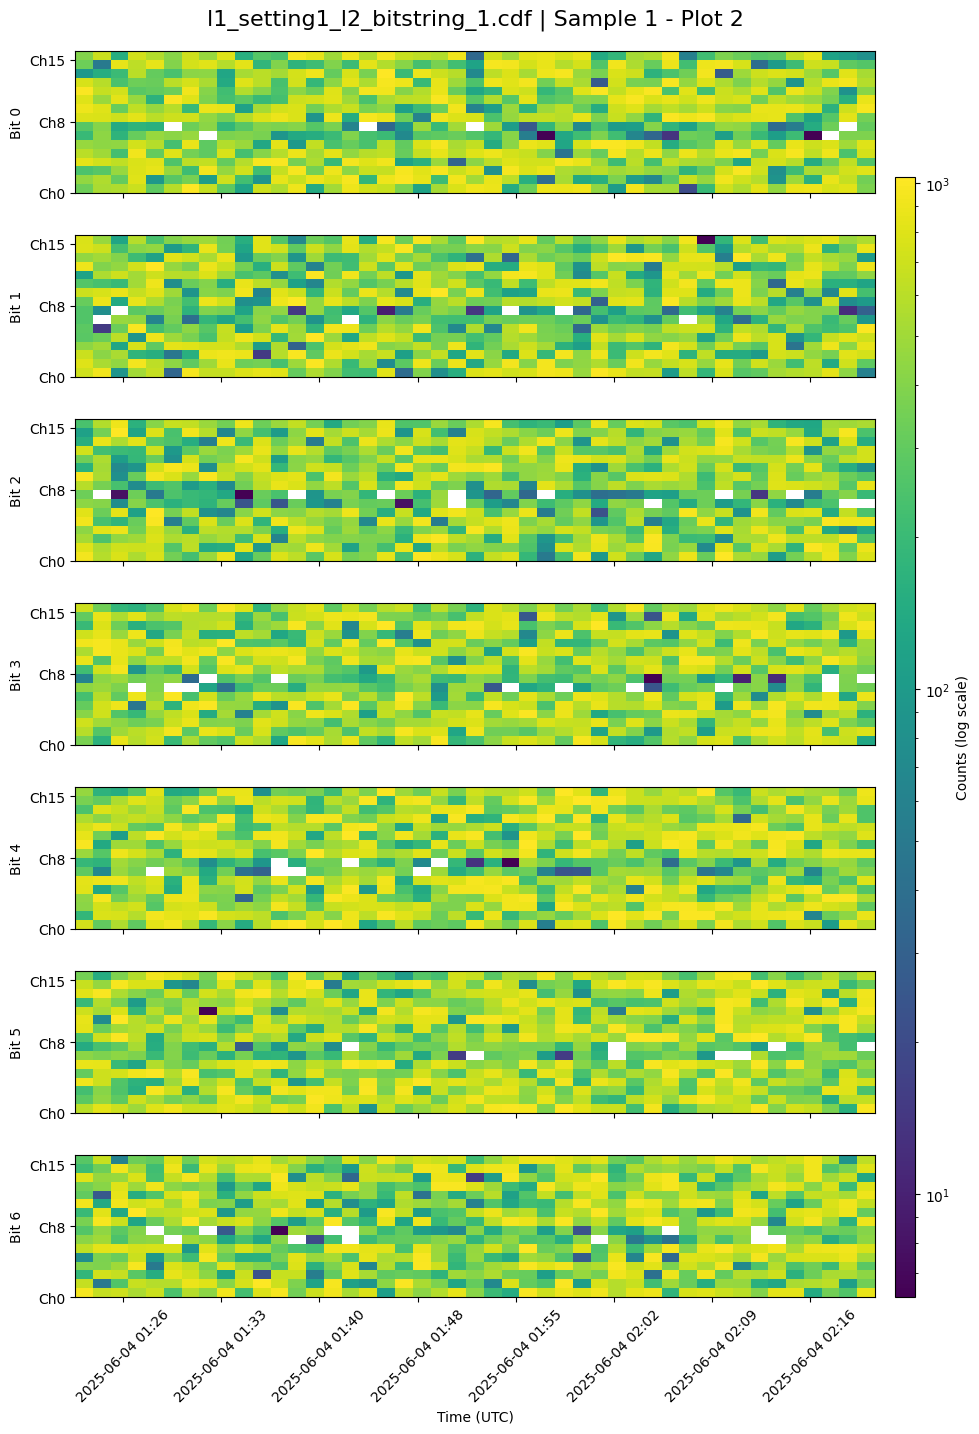 l1_setting1_l2_bitstring_1.cdf | Sample 1 - Plot 2
Ch15
Ch8
Ch0
Bit 0
Ch15
Ch8
Ch0
Bit 1
Ch15
Ch8
Ch0
Bit 2
Ch15
Ch8
Ch0
Bit 3
Ch15
Ch8
Ch0
Bit 4
Ch15
Ch8
Ch0
Bit 5
Ch15
Ch8
Ch0
Bit 6
2025-06-04 01:26
2025-06-04 01:33
2025-06-04 01:40
2025-06-04 01:48
2025-06-04 01:55
2025-06-04 02:02
2025-06-04 02:09
2025-06-04 02:16
Time (UTC)
10³
10²
10¹
Counts (log scale)